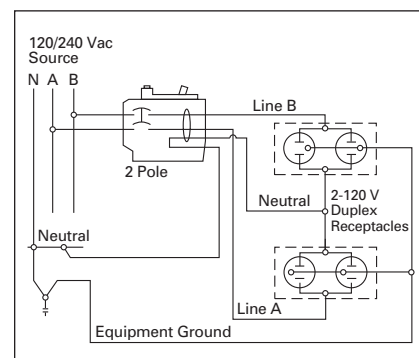 120/240 Vac
Source
N A B
Line B
2 Pole
Neutral
2-120 V
Duplex
Receptacles
Neutral
Line A
Equipment Ground